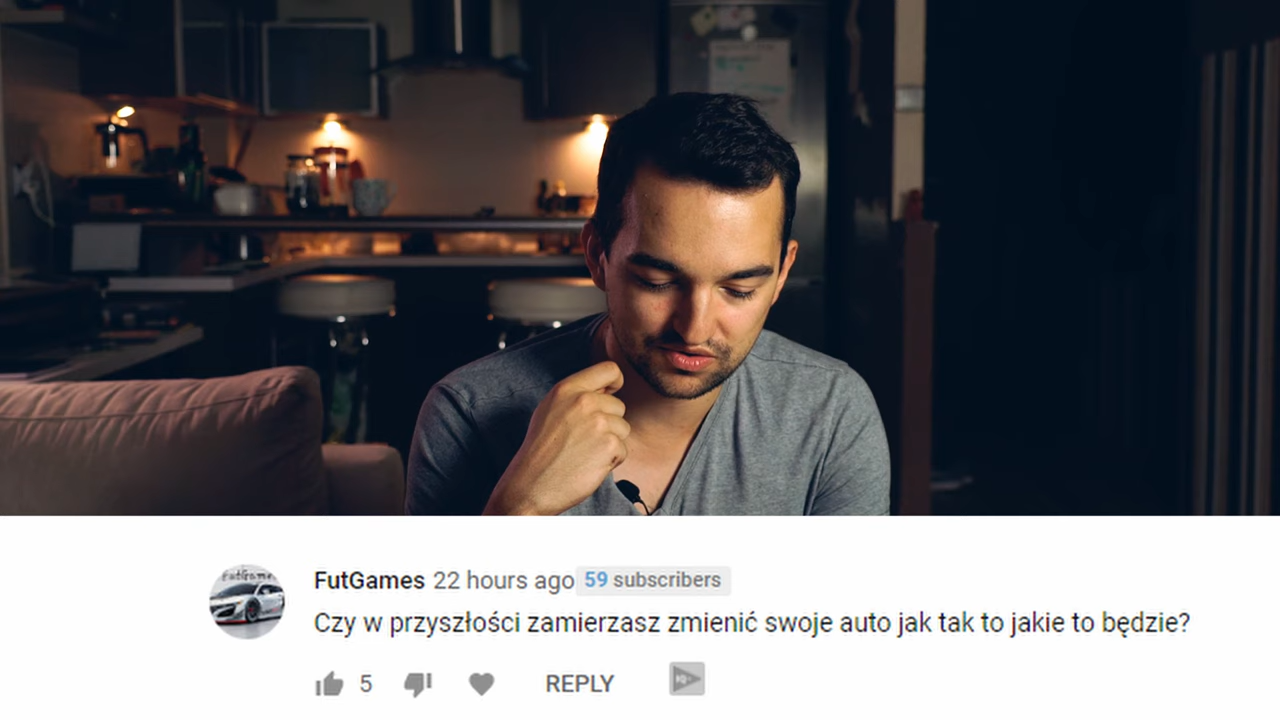 FutGames 22 hours ago 59 subscribers
Czy w przyszłości zamierzasz zmienić swoje auto jak tak to jakie to będzie?
5 REPLY